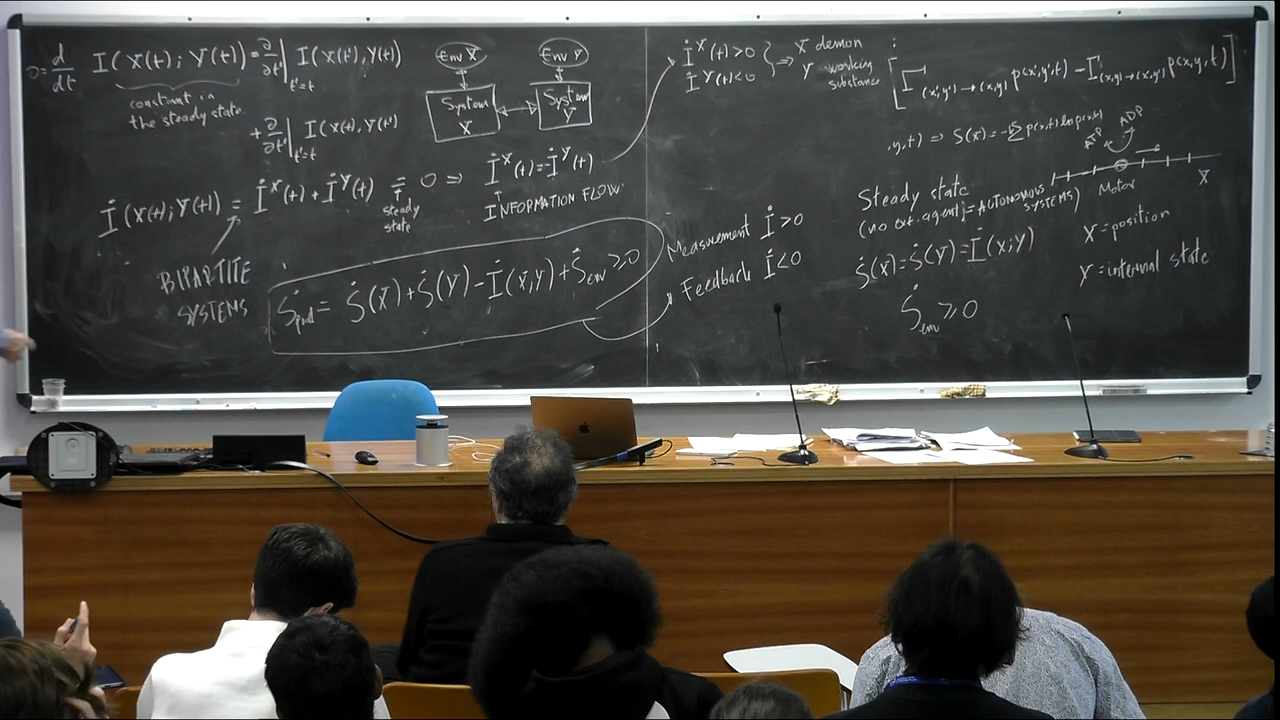 0 = d/dt I(X(t); Y(t)) = ∂/∂t'|_{t'=t} I(X(t'), Y(t))
constant in
the steady state.
+ ∂/∂t'|_{t'=t} I(X(t), Y(t'))
İ(X(t); Y(t)) = İ^X(t) + İ^Y(t) = 0 ⇒ İ^X(t) = -İ^Y(t)
steady
state
INFORMATION FLOW.
BIPARTITE
SYSTEMS
Ṡ_prod = Ṡ(X) + Ṡ(Y) - İ(X;Y) + Ṡ_env ≥ 0
Env X
Env Y
System
X
System
Y
İ^X(t) > 0
İ^Y(t) < 0
⇒ X demon
Y working
substance
Measurement İ > 0
Feedback İ < 0
[Γ_{(x',y')→(x,y)} p(x',y',t) - Γ_{(x,y)→(x',y')} p(x,y,t)]
,y,t) ⇒ S(X) = -Σ p(x,t) ln p(x,t)
Steady state
(no ext. agent) = AUTONOMOUS
SYSTEMS)
Ṡ(X) = Ṡ(Y) = İ(X;Y)
Ṡ_env ≥ 0
ATP
ADP
Motor
X
X = position
Y = internal state